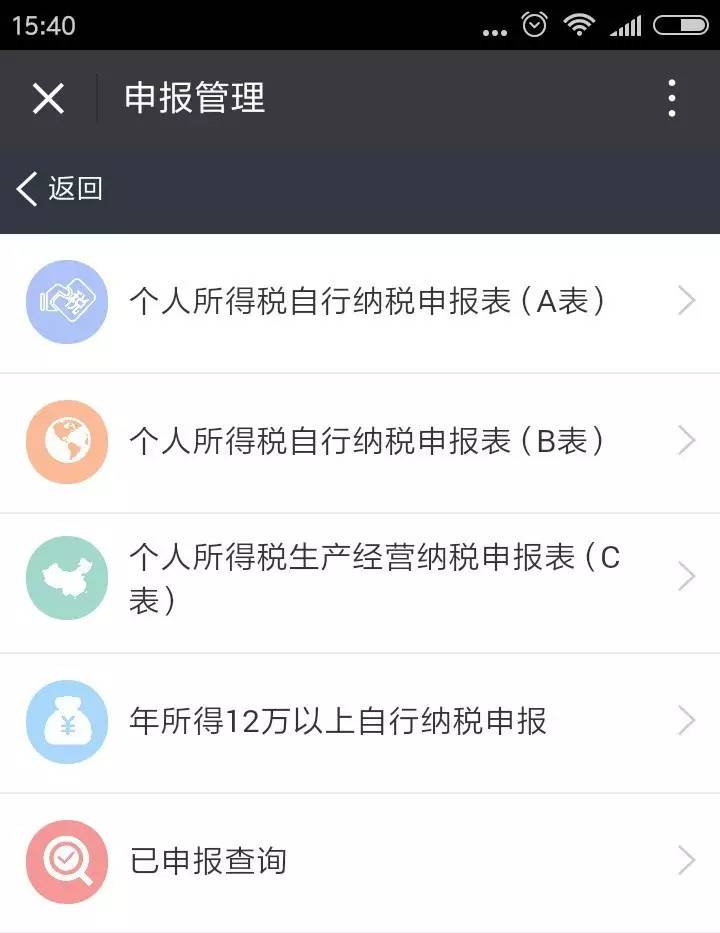 15:40
申报管理
返回
个人所得税自行纳税申报表（A表）
个人所得税自行纳税申报表（B表）
个人所得税生产经营纳税申报表（C
表）
年所得12万以上自行纳税申报
已申报查询